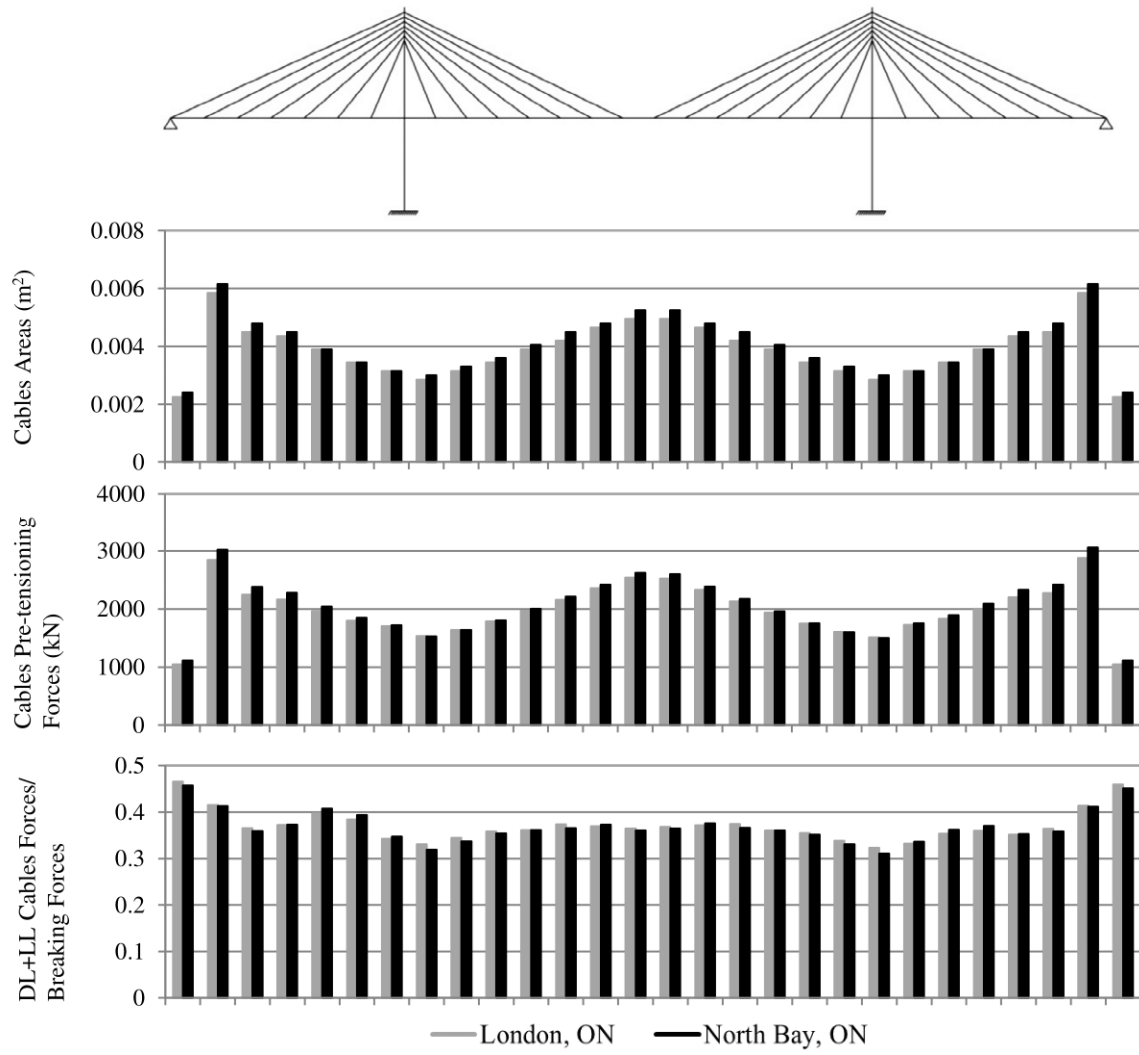 0.008
0.006
0.004
0.002
0
Cables Areas (m²)
4000
3000
2000
1000
0
Cables Pre-tensioning
Forces (kN)
0.5
0.4
0.3
0.2
0.1
0
DL+LL Cables Forces/
Breaking Forces
London, ON North Bay, ON